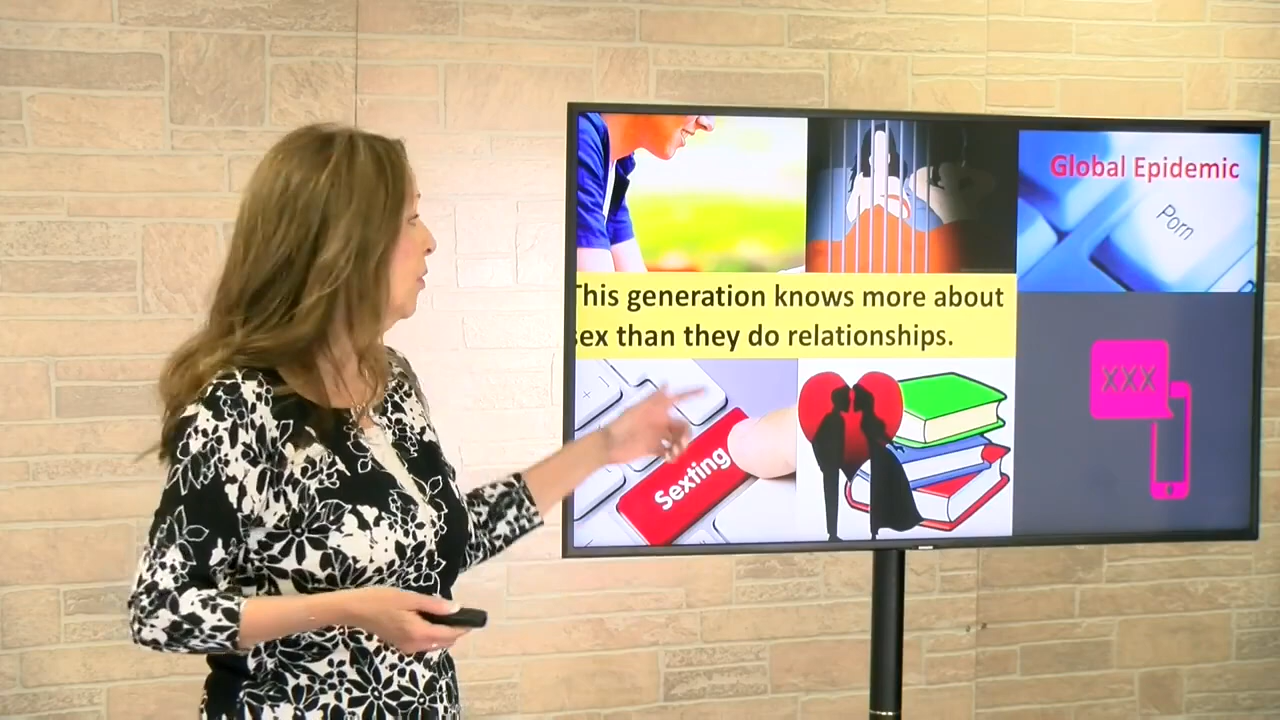 Global Epidemic
Porn
This generation knows more about
sex than they do relationships.
XXX
Sexting